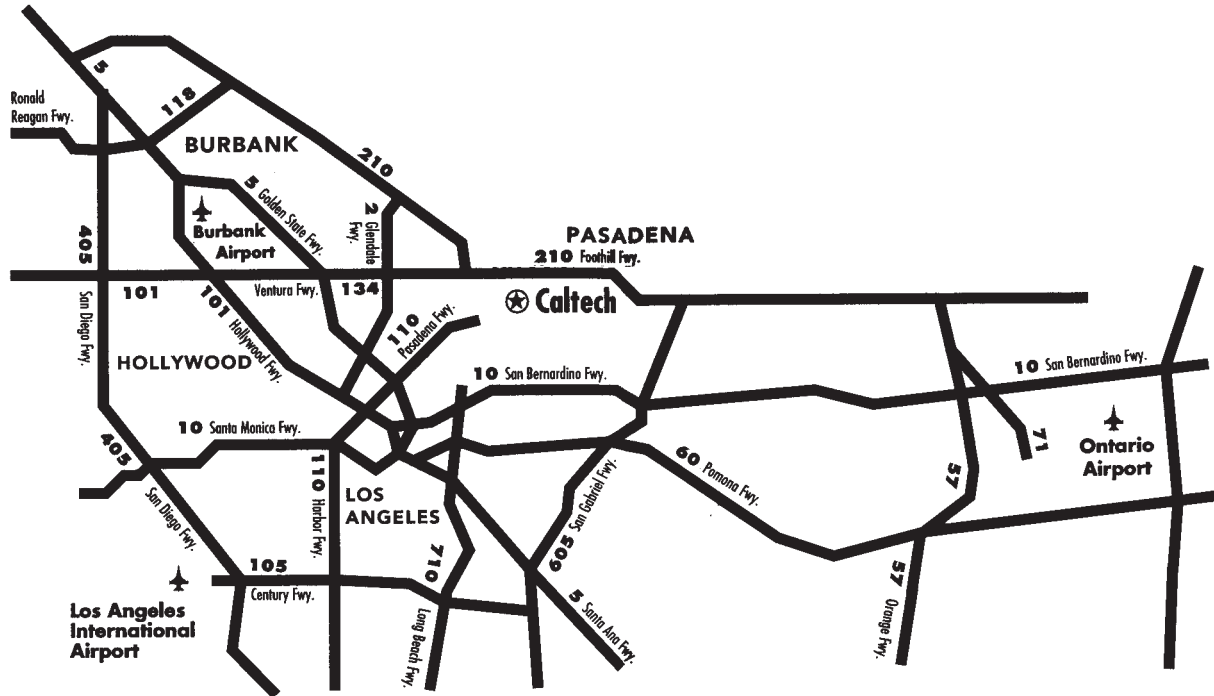 5
118
Ronald
Reagan Fwy.
BURBANK
210
5 Golden State Fwy.
2 Glendale
Fwy.
Burbank
Airport
405
PASADENA
210 Foothill Fwy.
101
Ventura Fwy.
134
Caltech
San Diego Fwy.
101 Hollywood Fwy.
110
Pasadena Fwy.
HOLLYWOOD
10 San Bernardino Fwy.
10 San Bernardino Fwy.
10 Santa Monica Fwy.
405
San Diego Fwy.
110 Harbor Fwy.
LOS
ANGELES
60 Pomona Fwy.
71
Ontario
Airport
57
605 San Gabriel Fwy.
710
Long Beach Fwy.
105
Century Fwy.
5 Santa Ana Fwy.
57
Orange Fwy.
Los Angeles
International
Airport